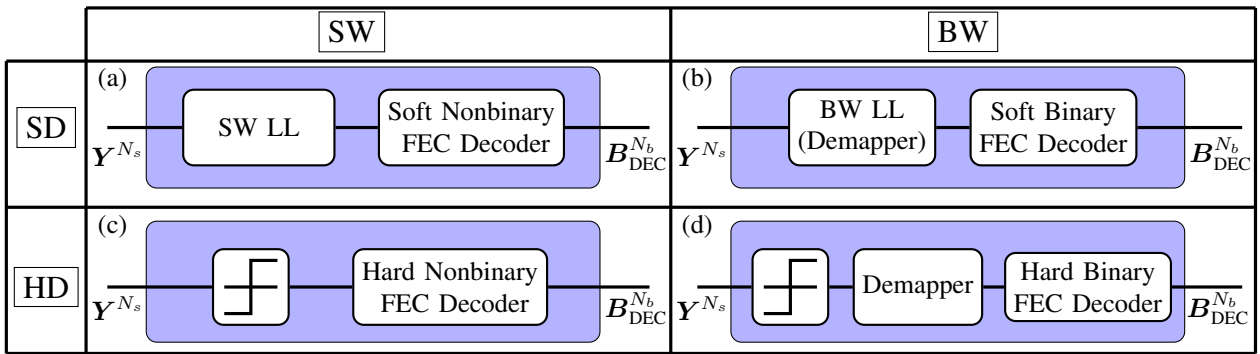 SW
BW
SD
(a)
SW LL
Soft Nonbinary
FEC Decoder
Y^{N_s}
B_{DEC}^{N_b}
(b)
BW LL
(Demapper)
Soft Binary
FEC Decoder
Y^{N_s}
B_{DEC}^{N_b}
HD
(c)
Hard Nonbinary
FEC Decoder
Y^{N_s}
B_{DEC}^{N_b}
(d)
Demapper
Hard Binary
FEC Decoder
Y^{N_s}
B_{DEC}^{N_b}